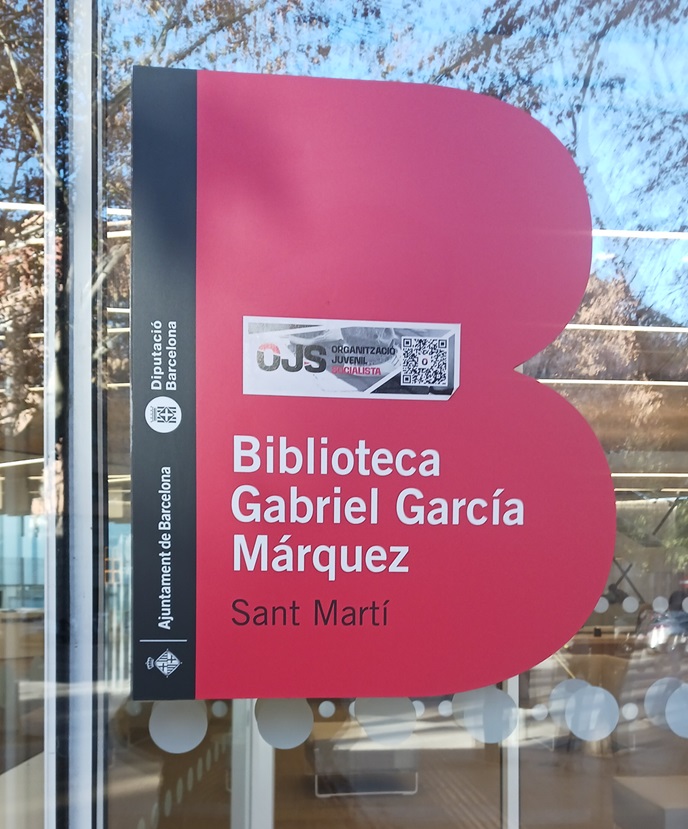 Diputació
Barcelona
Ajuntament de Barcelona
OJS
ORGANITZACIÓ
JUVENIL
SOCIALISTA
Biblioteca
Gabriel García
Márquez
Sant Martí